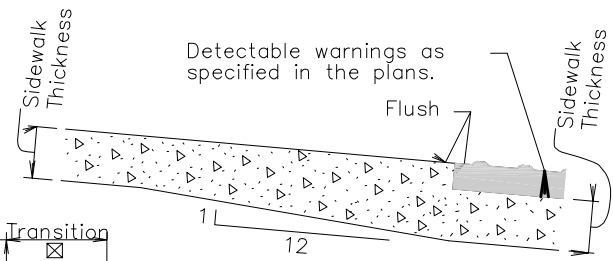 Sidewalk
Thickness
Detectable warnings as
specified in the plans.
Flush
Sidewalk
Thickness
1
12
Transition